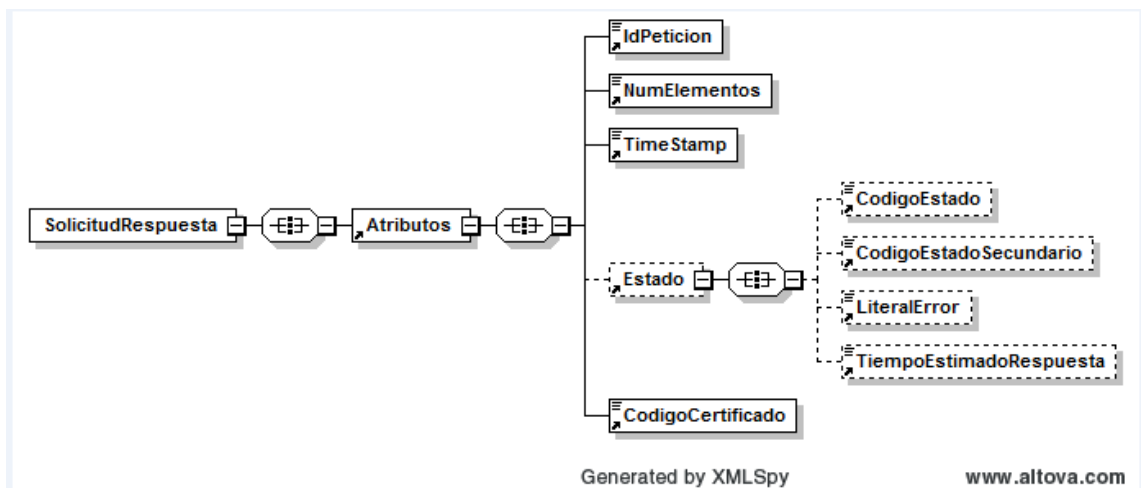 IdPeticion
NumElementos
TimeStamp
SolicitudRespuesta
Atributos
Estado
CodigoEstado
CodigoEstadoSecundario
LiteralError
TiempoEstimadoRespuesta
CodigoCertificado
Generated by XMLSpy
www.altova.com